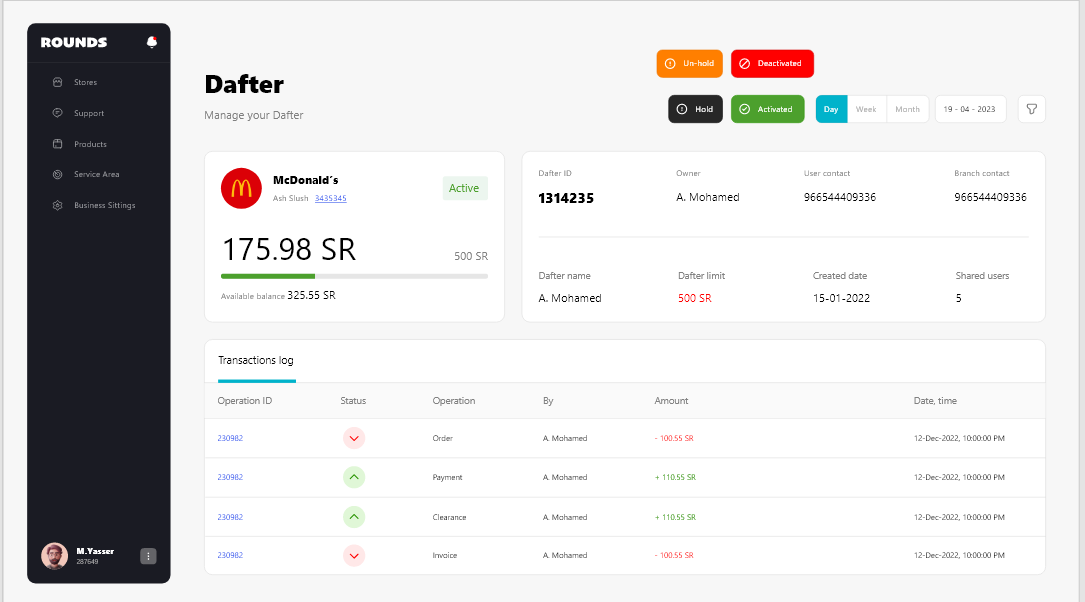 ROUNDS
Stores
Support
Products
Service Area
Business Sittings
M.Yasser
287649
Dafter
Manage your Dafter
Un-hold
Deactivated
Hold
Activated
Day
Week
Month
19 - 04 - 2023
McDonald´s
Ash Slush 3435345
Active
175.98 SR
500 SR
Available balance 325.55 SR
Dafter ID
Owner
User contact
Branch contact
1314235
A. Mohamed
966544409336
966544409336
Dafter name
Dafter limit
Created date
Shared users
A. Mohamed
500 SR
15-01-2022
5
Transactions log
Operation ID Status Operation By Amount Date, time
230982 Order A. Mohamed - 100.55 SR 12-Dec-2022, 10:00:00 PM
230982 Payment A. Mohamed + 110.55 SR 12-Dec-2022, 10:00:00 PM
230982 Clearance A. Mohamed + 110.55 SR 12-Dec-2022, 10:00:00 PM
230982 Invoice A. Mohamed - 100.55 SR 12-Dec-2022, 10:00:00 PM